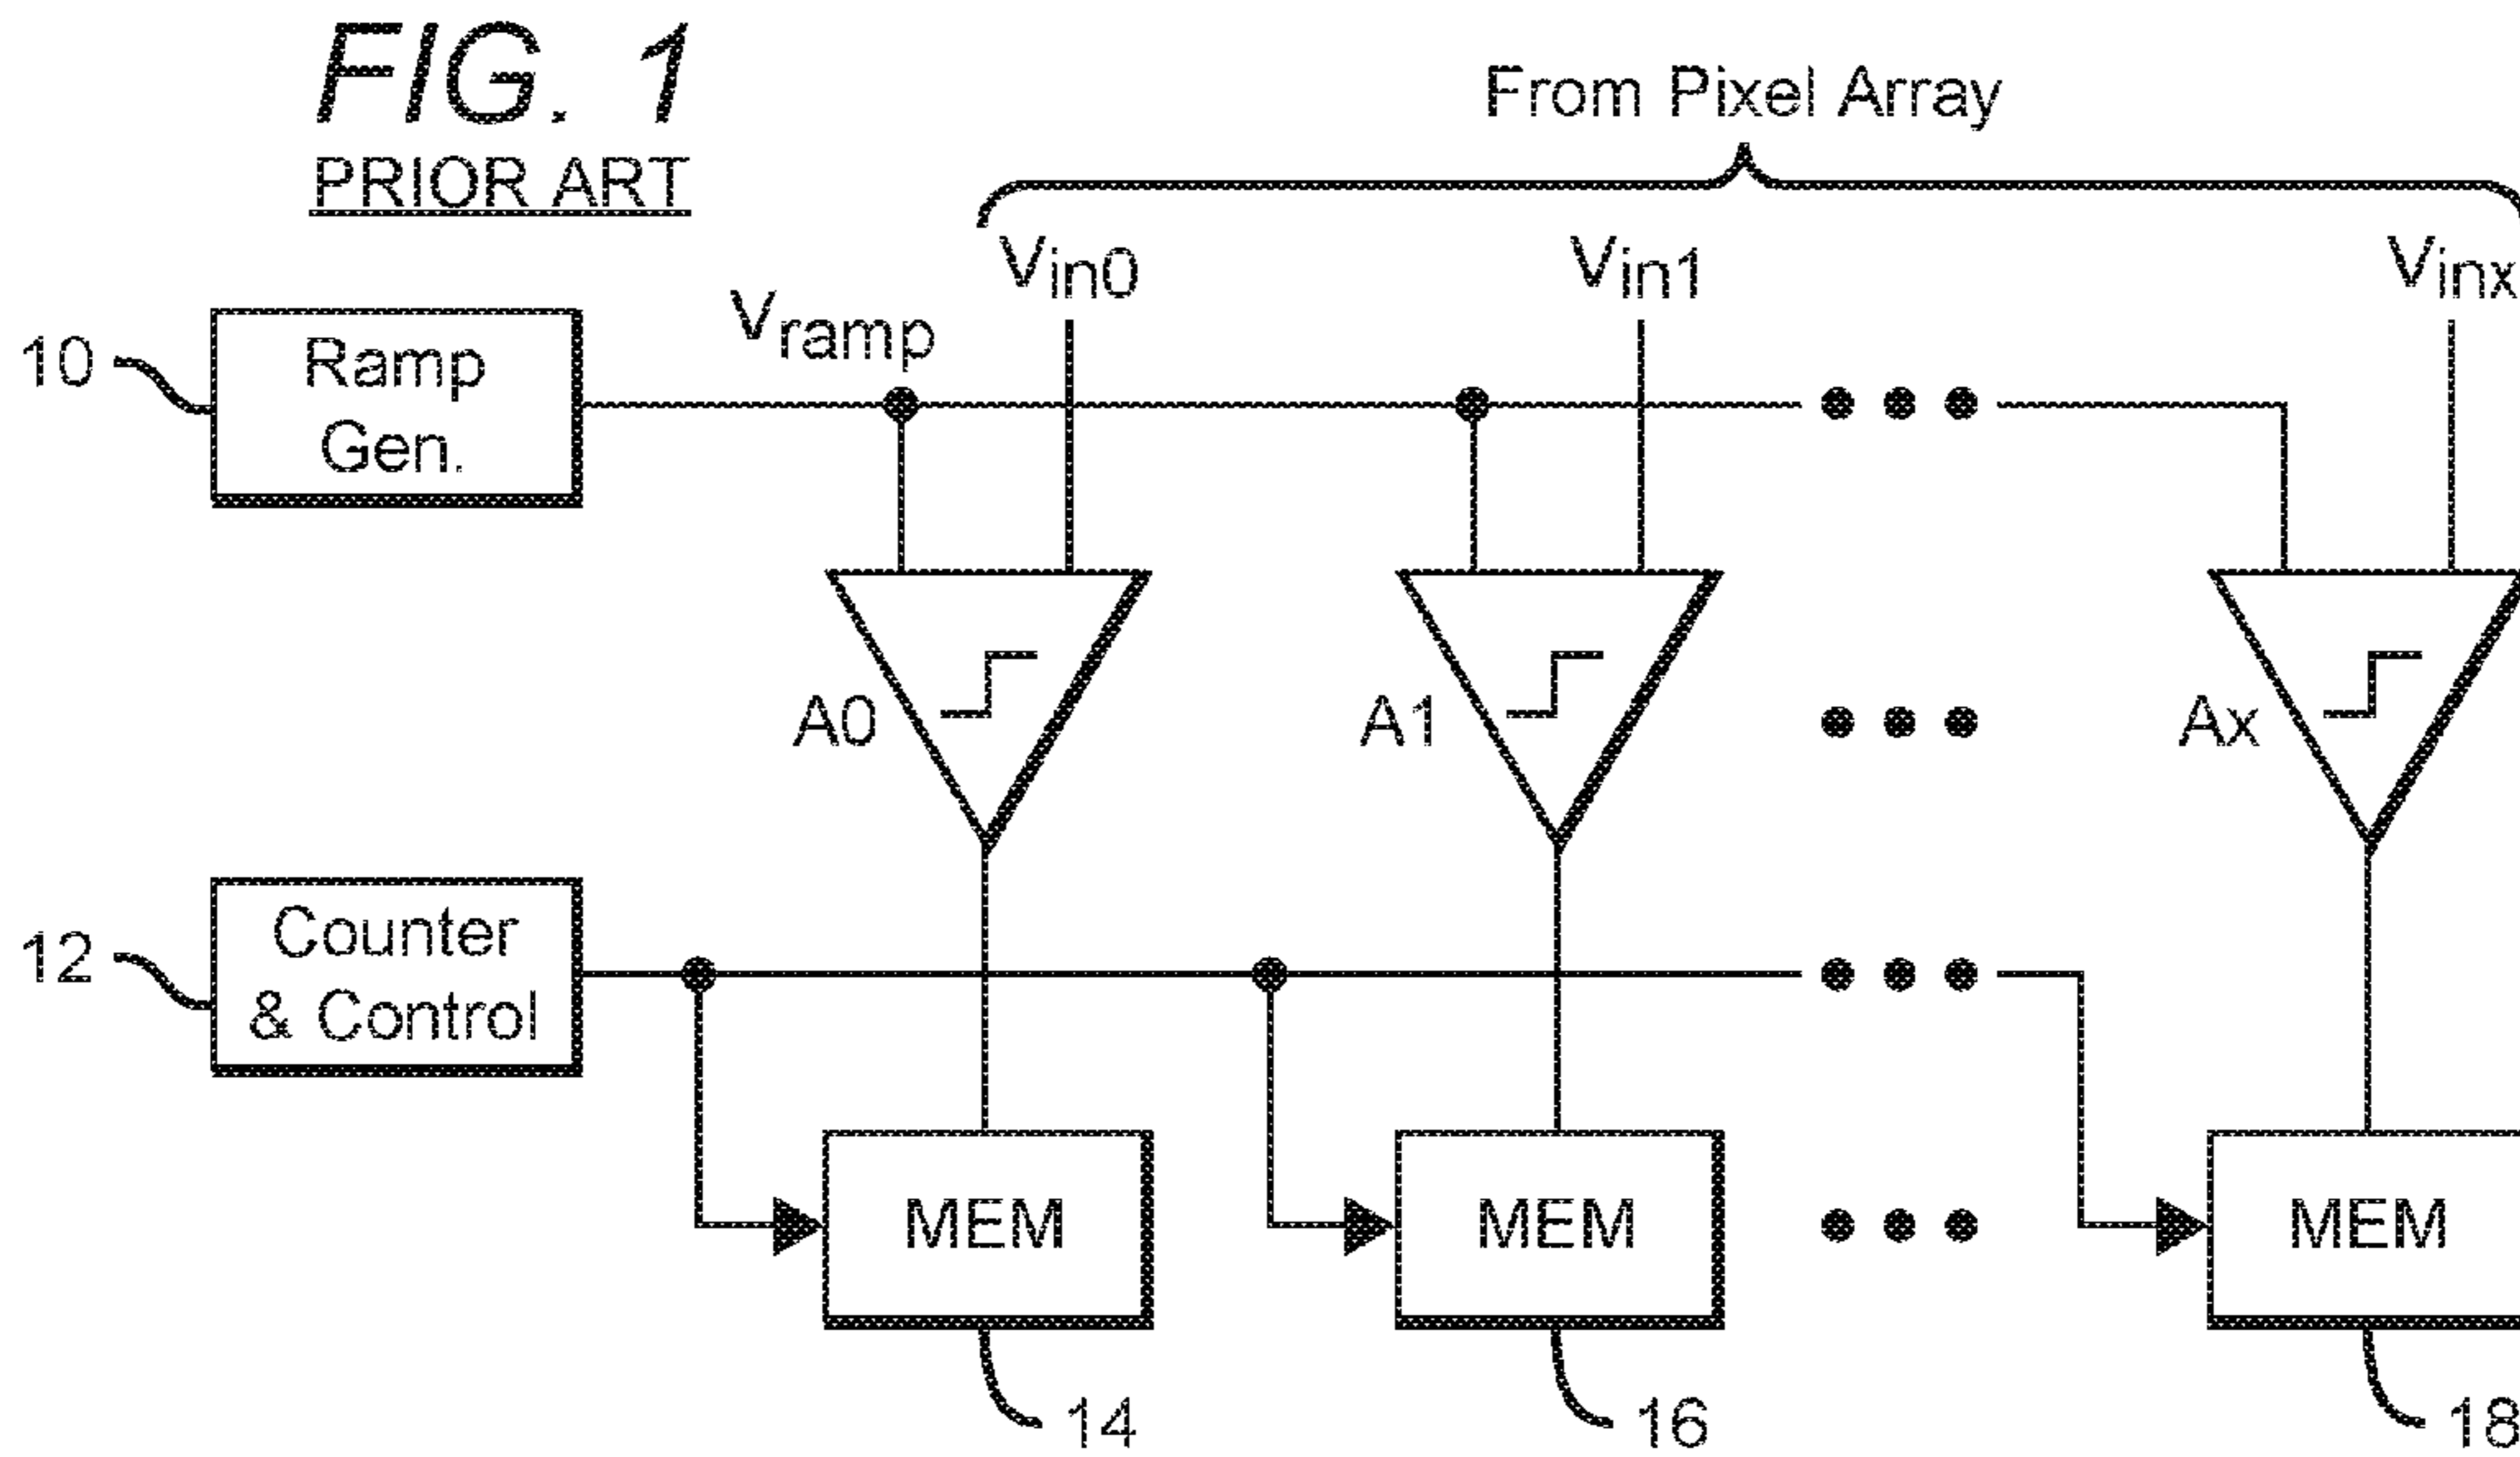 FIG. 1
PRIOR ART
From Pixel Array
Vin0
Vin1
Vinx
Vramp
10
Ramp
Gen.
A0
A1
Ax
12
Counter
& Control
MEM
MEM
MEM
14
16
18